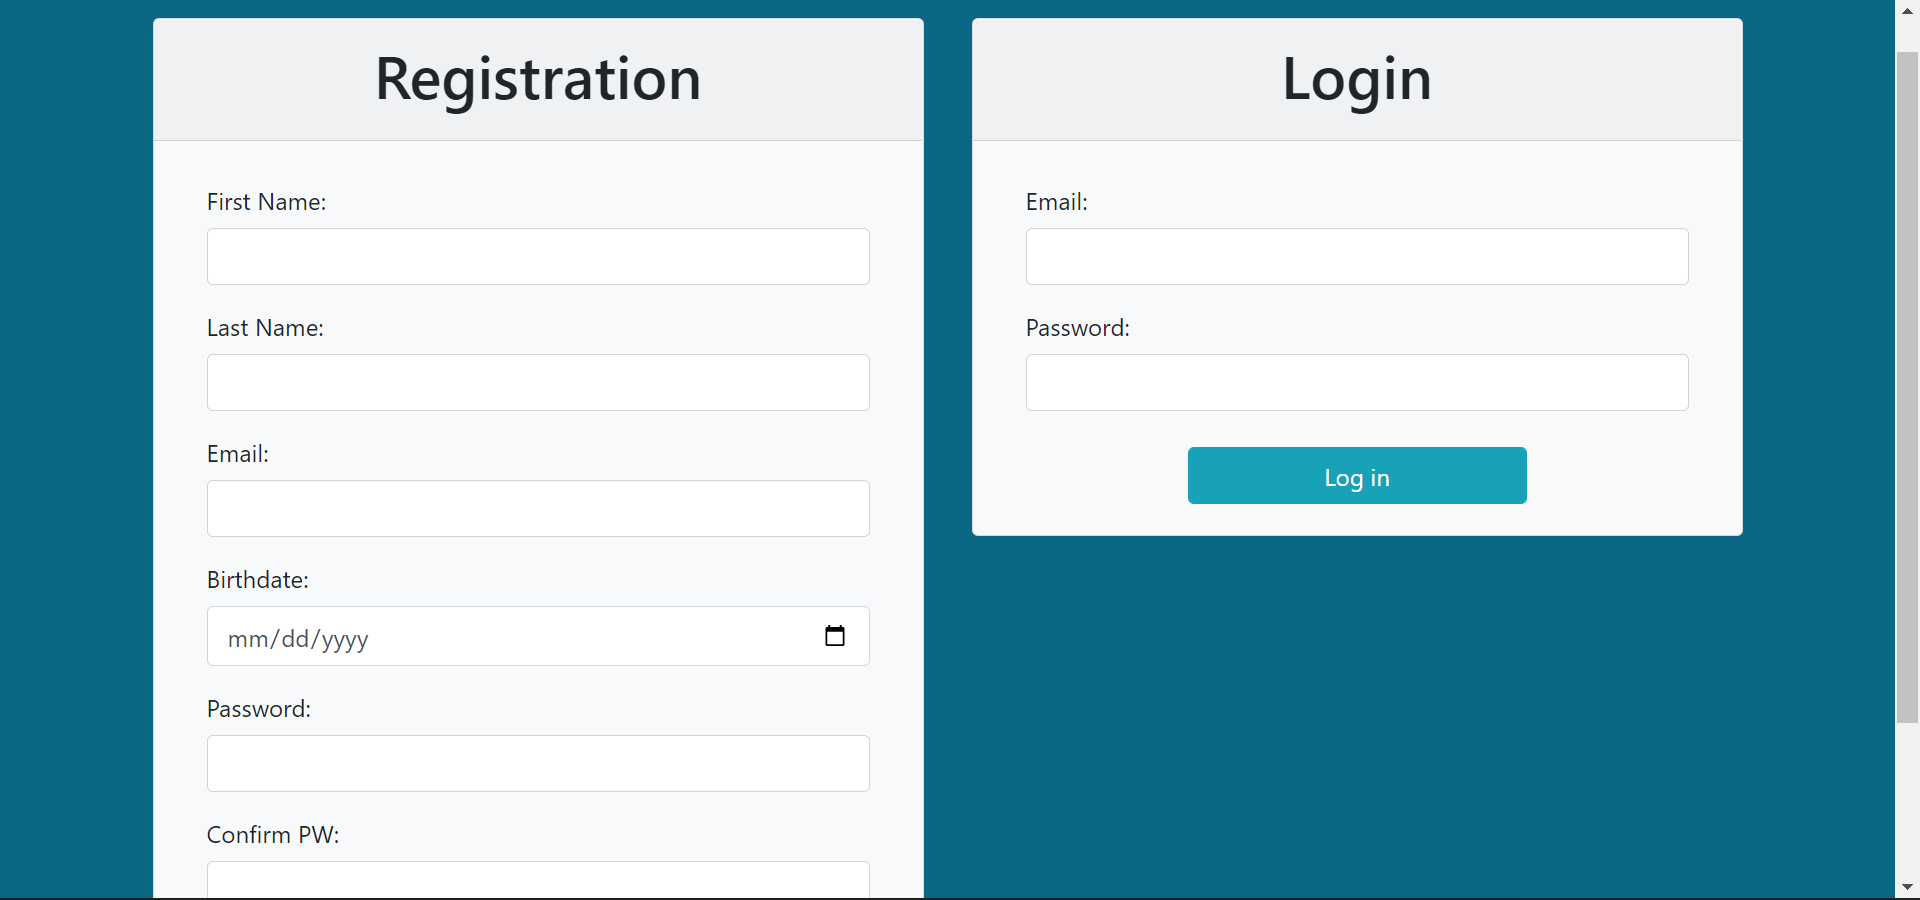 Registration
First Name:
Last Name:
Email:
Birthdate:
mm/dd/yyyy
Password:
Confirm PW:
Login
Email:
Password:
Log in